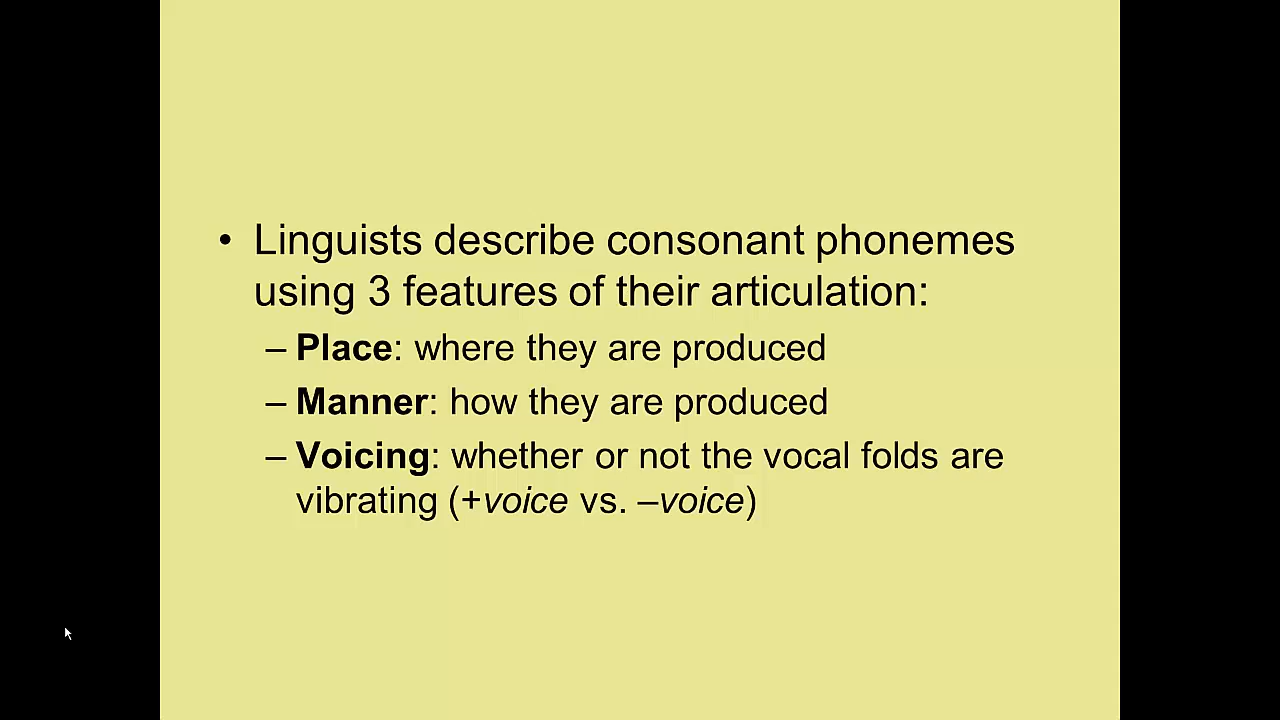 • Linguists describe consonant phonemes
using 3 features of their articulation:
– Place: where they are produced
– Manner: how they are produced
– Voicing: whether or not the vocal folds are
vibrating (+voice vs. –voice)